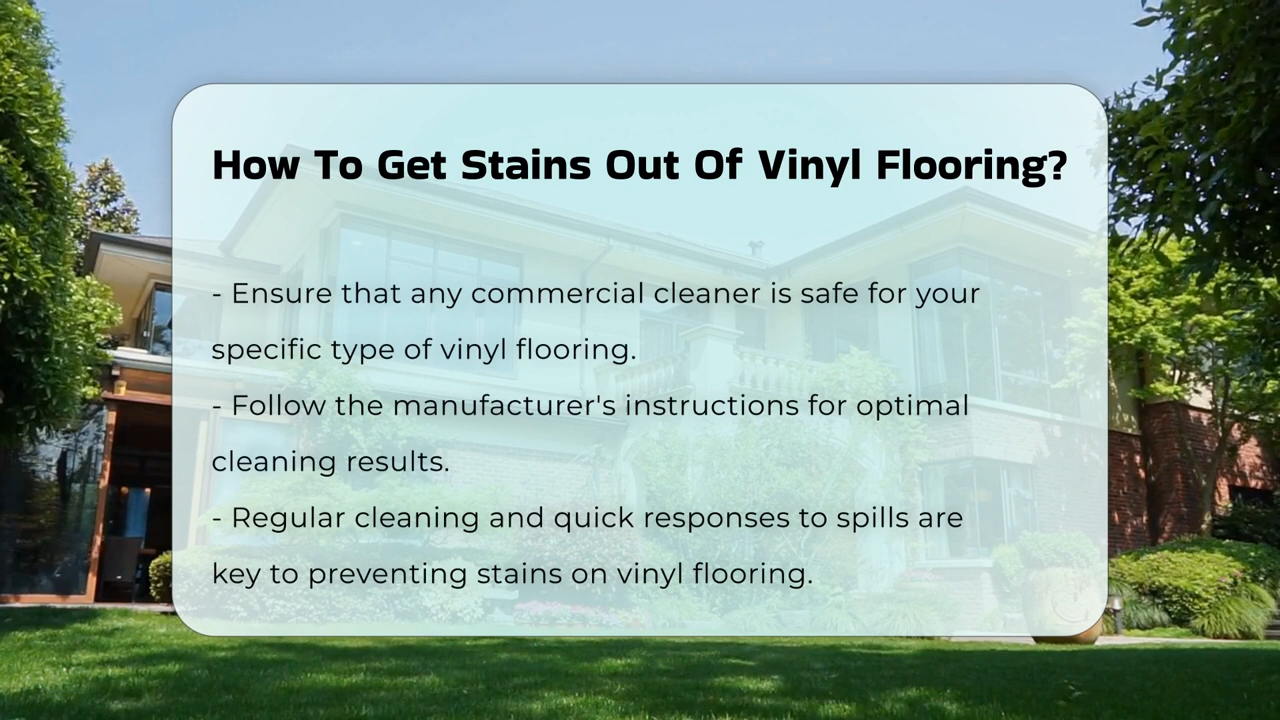 How To Get Stains Out Of Vinyl Flooring?
- Ensure that any commercial cleaner is safe for your
specific type of vinyl flooring.
- Follow the manufacturer's instructions for optimal
cleaning results.
- Regular cleaning and quick responses to spills are
key to preventing stains on vinyl flooring.